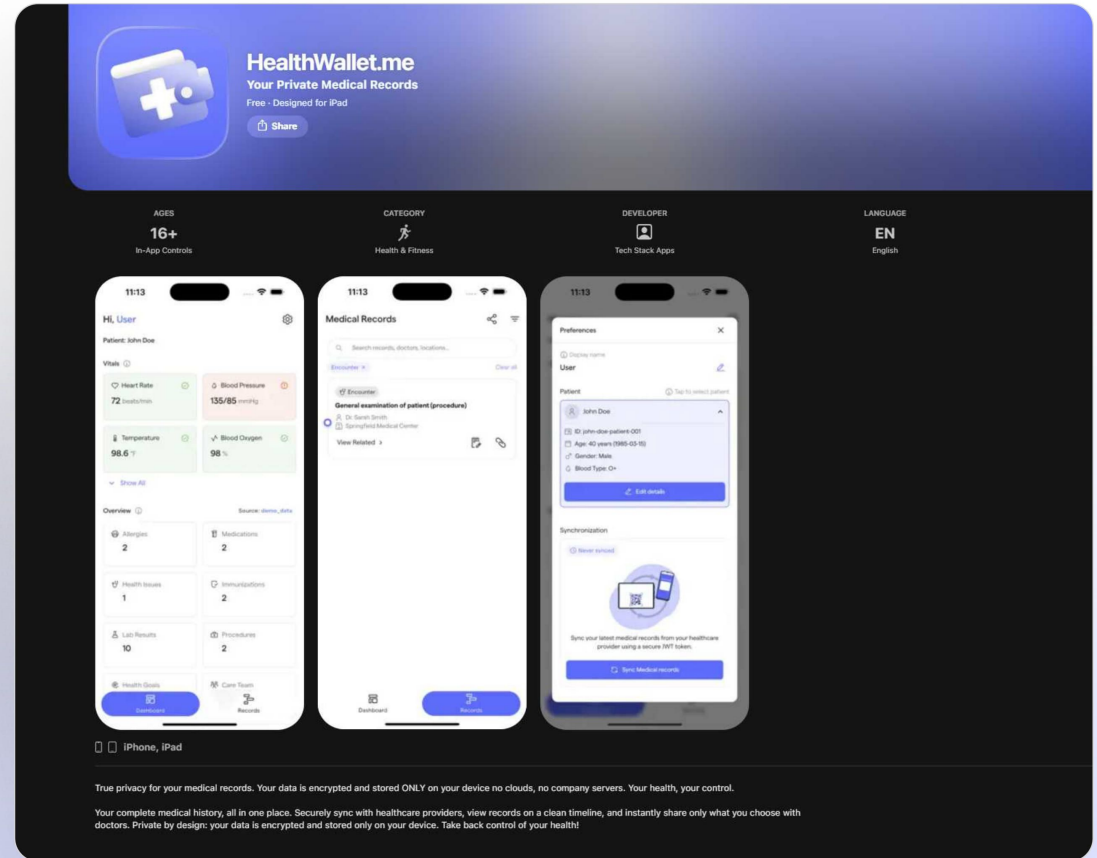 HealthWallet.me
Your Private Medical Records
Free · Designed for iPad
Share
AGES
16+
In-App Controls
CATEGORY
Health & Fitness
DEVELOPER
Tech Stack Apps
LANGUAGE
EN
English
11:13
Hi, User
Patient: John Doe
Vitals
Heart Rate
72 beats/min
Blood Pressure
135/85 mmHg
Temperature
98.6 °F
Blood Oxygen
98 %
Show All
Overview
Source: demo_data
Allergies
2
Medications
2
Health Issues
1
Immunizations
2
Lab Results
10
Procedures
2
Health Goals
Care Team
Dashboard
Records
11:13
Medical Records
Search records, doctors, locations...
Encounter ×
Clear all
Encounter
General examination of patient (procedure)
Dr. Sarah Smith
Springfield Medical Center
View Related
Dashboard
Records
11:13
Preferences
Display name
User
Patient
Tap to select patient
John Doe
ID: john-doe-patient-001
Age: 40 years (1985-03-15)
Gender: Male
Blood Type: O+
Edit details
Synchronization
Never synced
Sync your latest medical records from your healthcare
provider using a secure JWT token.
Sync Medical records
iPhone, iPad
True privacy for your medical records. Your data is encrypted and stored ONLY on your device no clouds, no company servers. Your health, your control.
Your complete medical history, all in one place. Securely sync with healthcare providers, view records on a clean timeline, and instantly share only what you choose with
doctors. Private by design: your data is encrypted and stored only on your device. Take back control of your health!